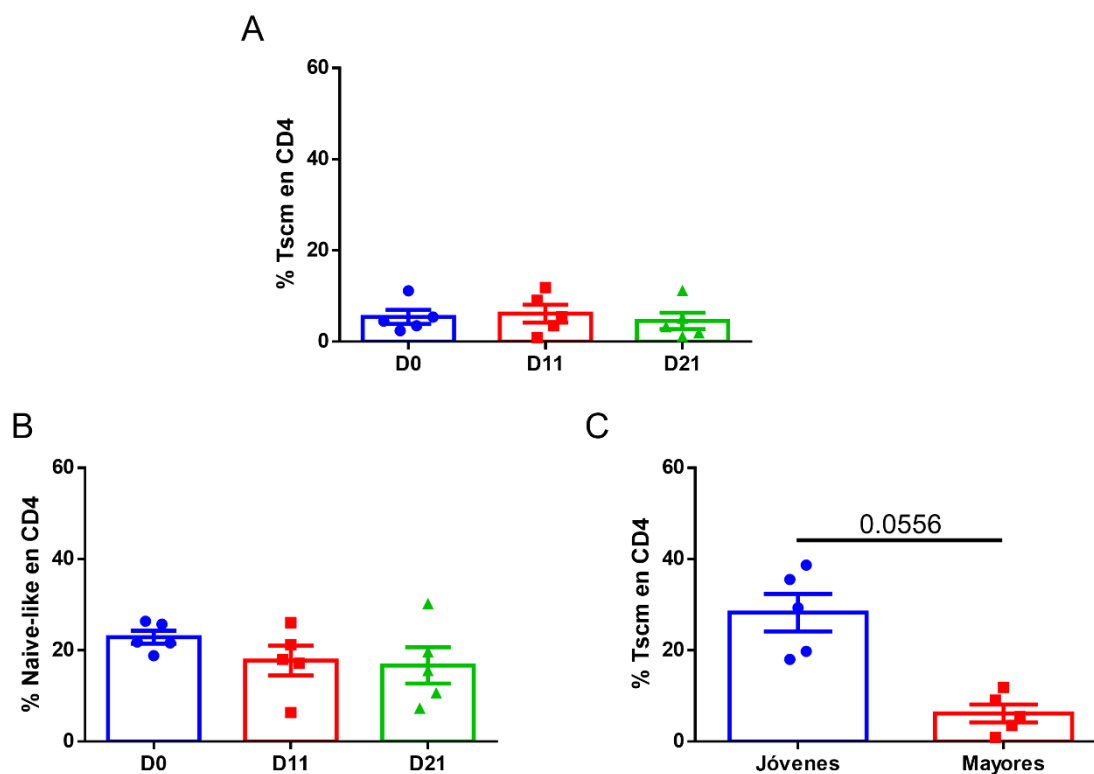 A
% Tscm en CD4
60
40
20
0
D0
D11
D21
B
% Naive-like en CD4
60
40
20
0
D0
D11
D21
C
% Tscm en CD4
60
40
20
0
0.0556
Jóvenes
Mayores